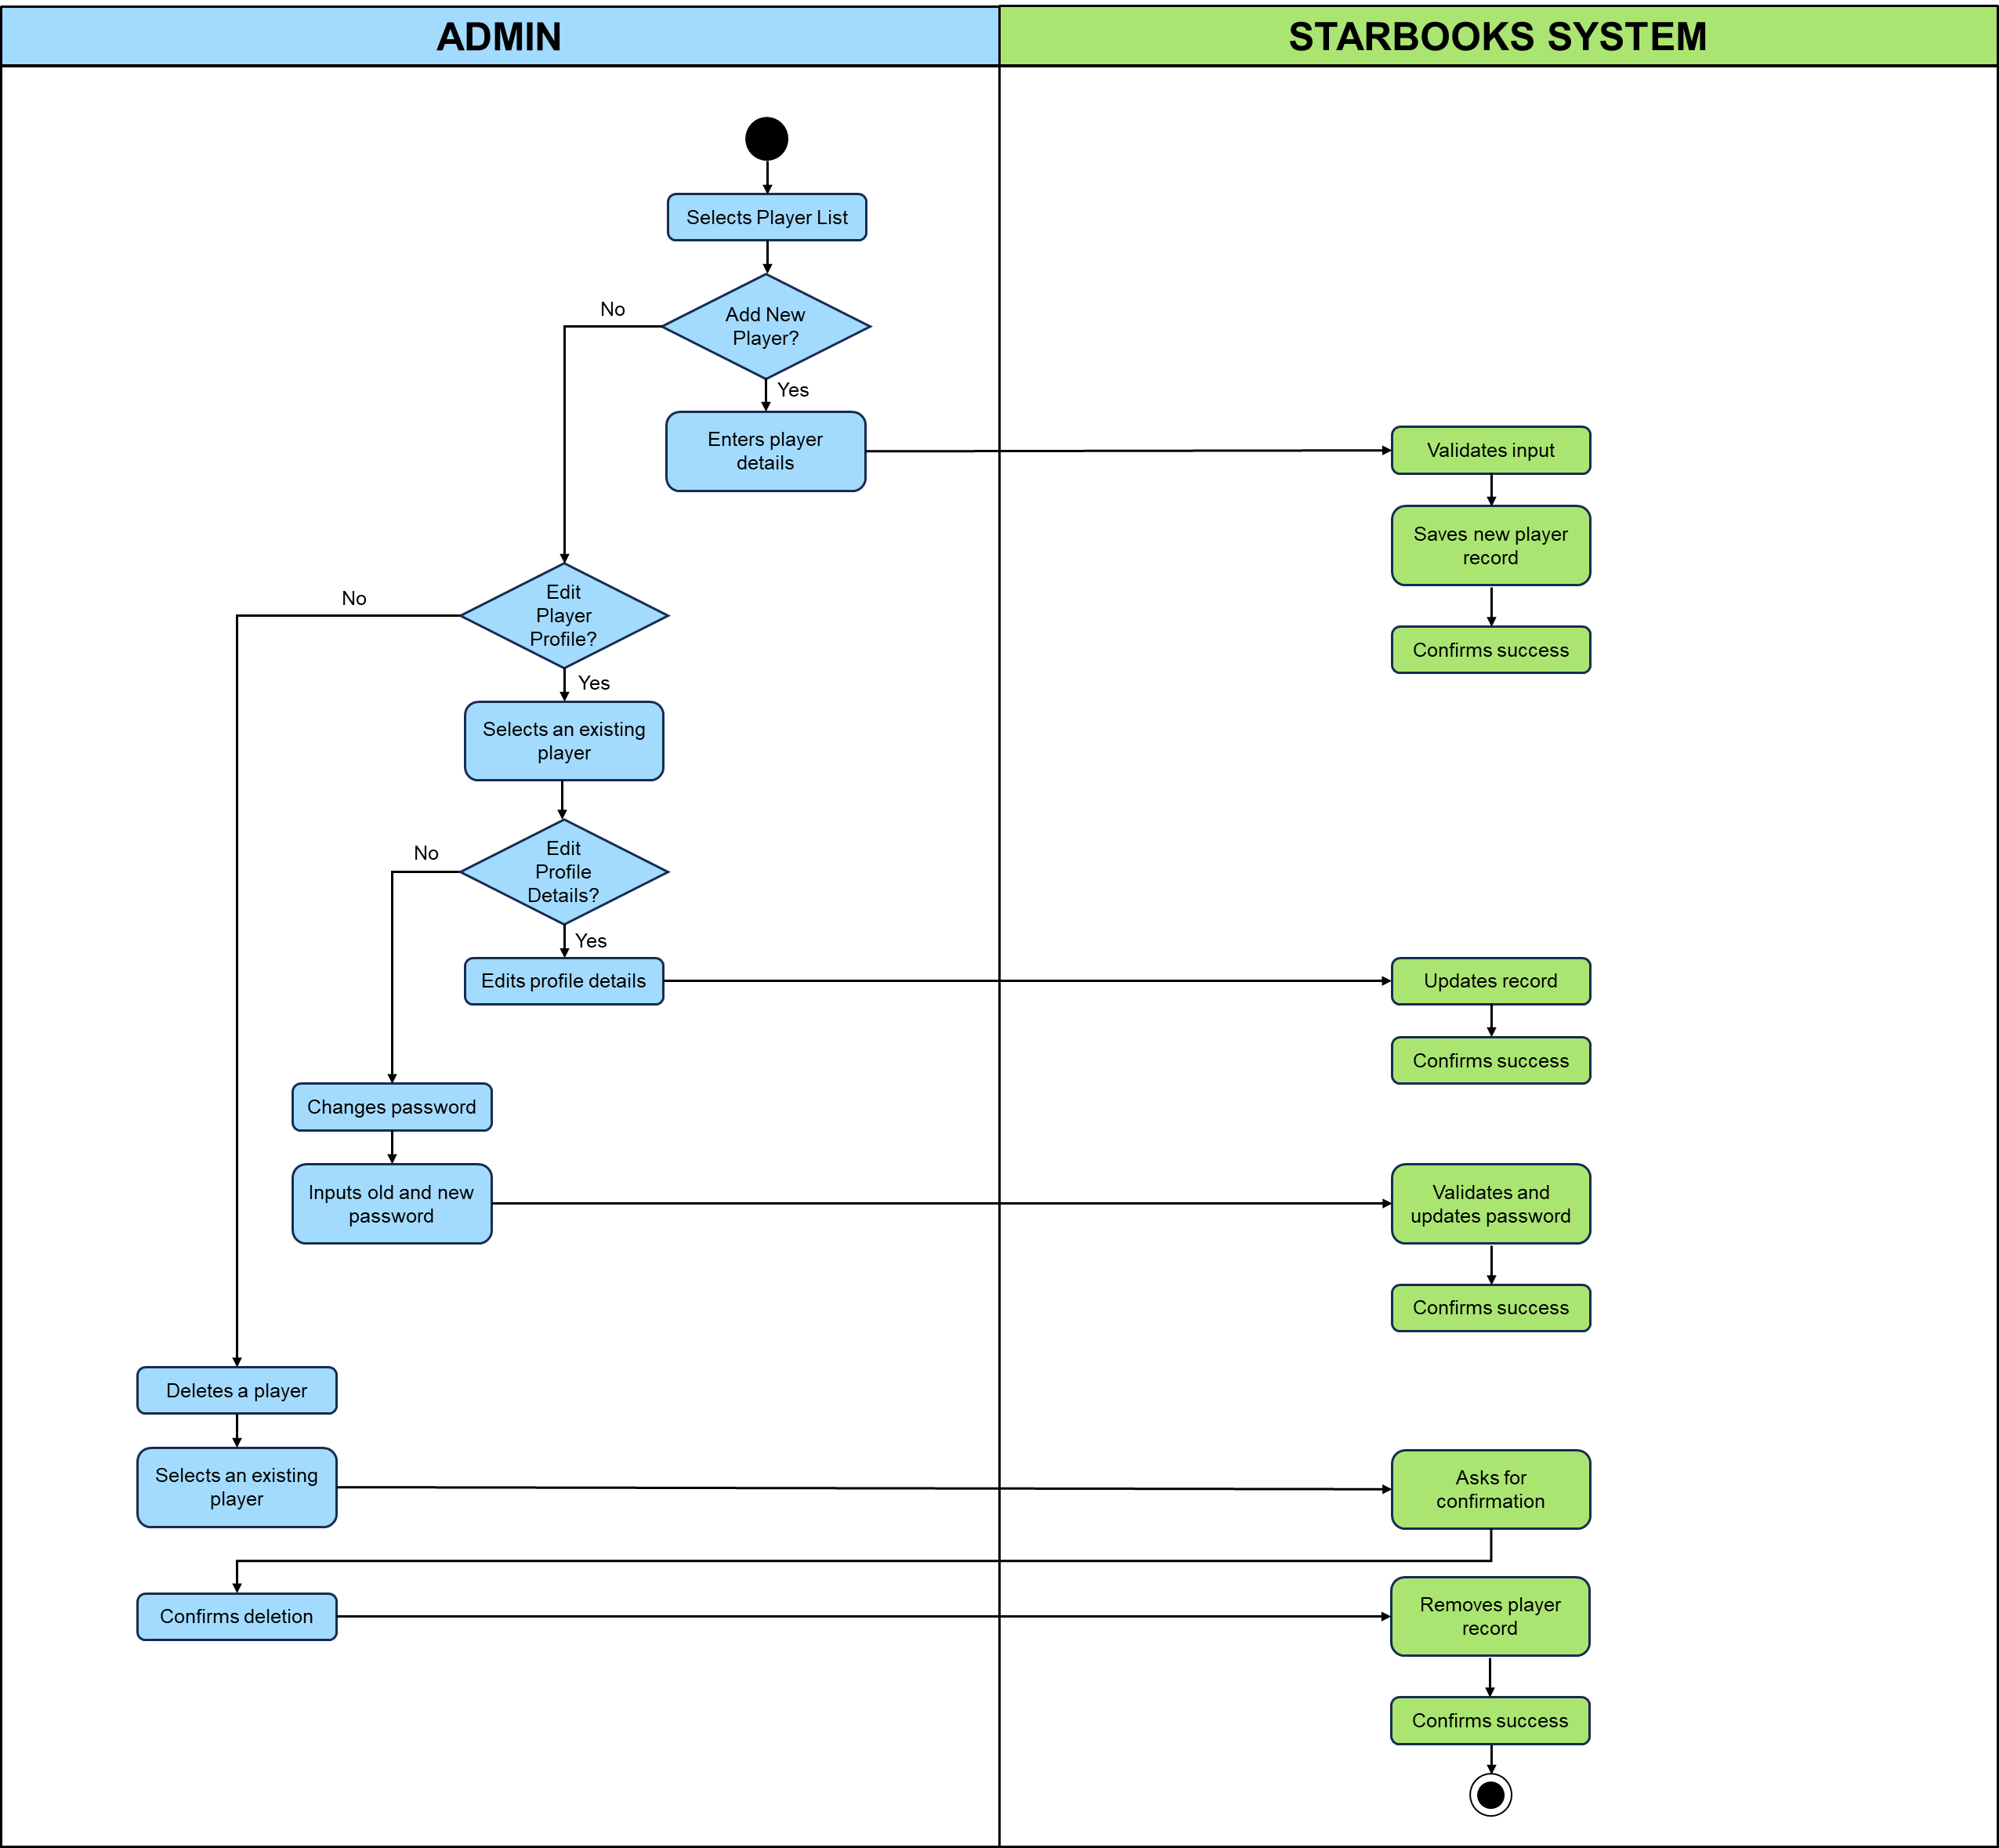 ADMIN
STARBOOKS SYSTEM
Selects Player List
Add New
Player?
No
Yes
Enters player
details
Validates input
Saves new player
record
Confirms success
Edit
Player
Profile?
No
Yes
Selects an existing
player
Edit
Profile
Details?
No
Yes
Edits profile details
Updates record
Confirms success
Changes password
Inputs old and new
password
Validates and
updates password
Confirms success
Deletes a player
Selects an existing
player
Asks for
confirmation
Confirms deletion
Removes player
record
Confirms success